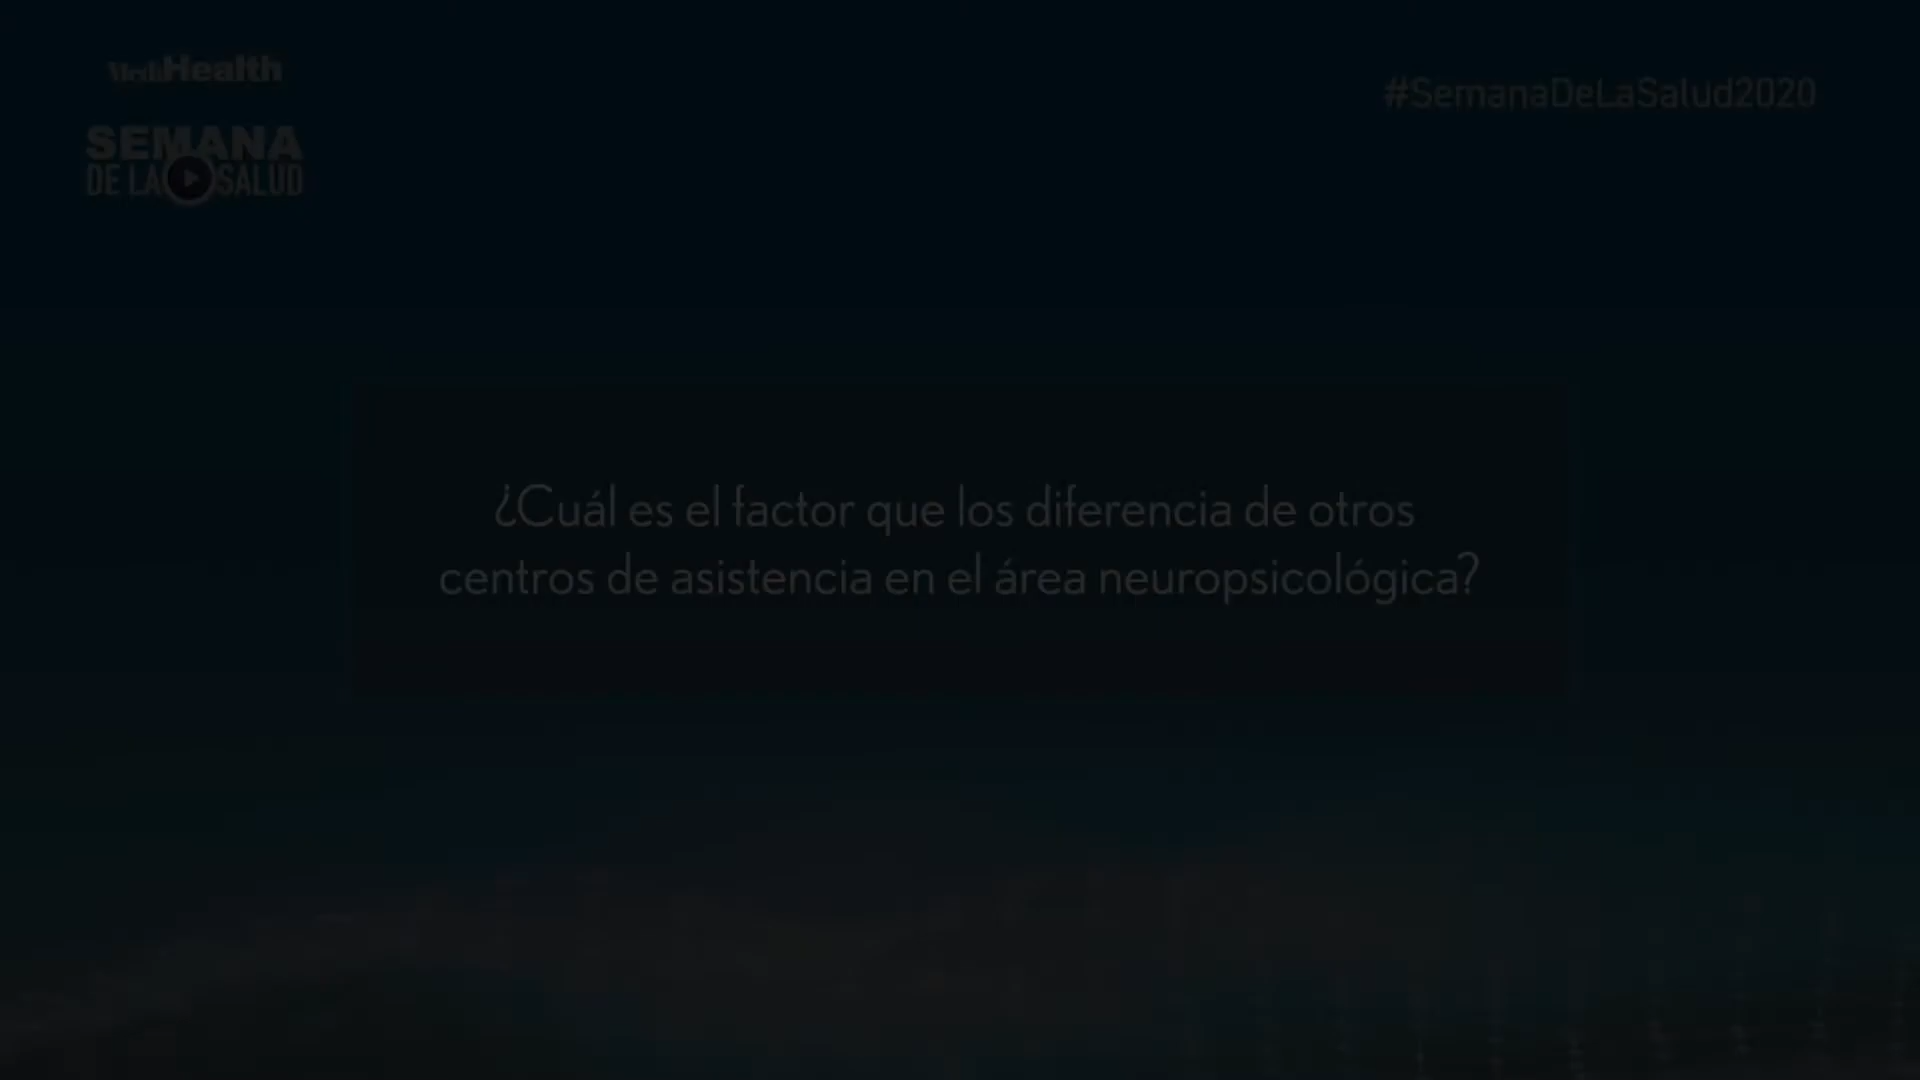 MediHealth
SEMANA
DE LA SALUD
#SemanaDeLaSalud2020
¿Cuál es el factor que los diferencia de otros
centros de asistencia en el área neuropsicológica?